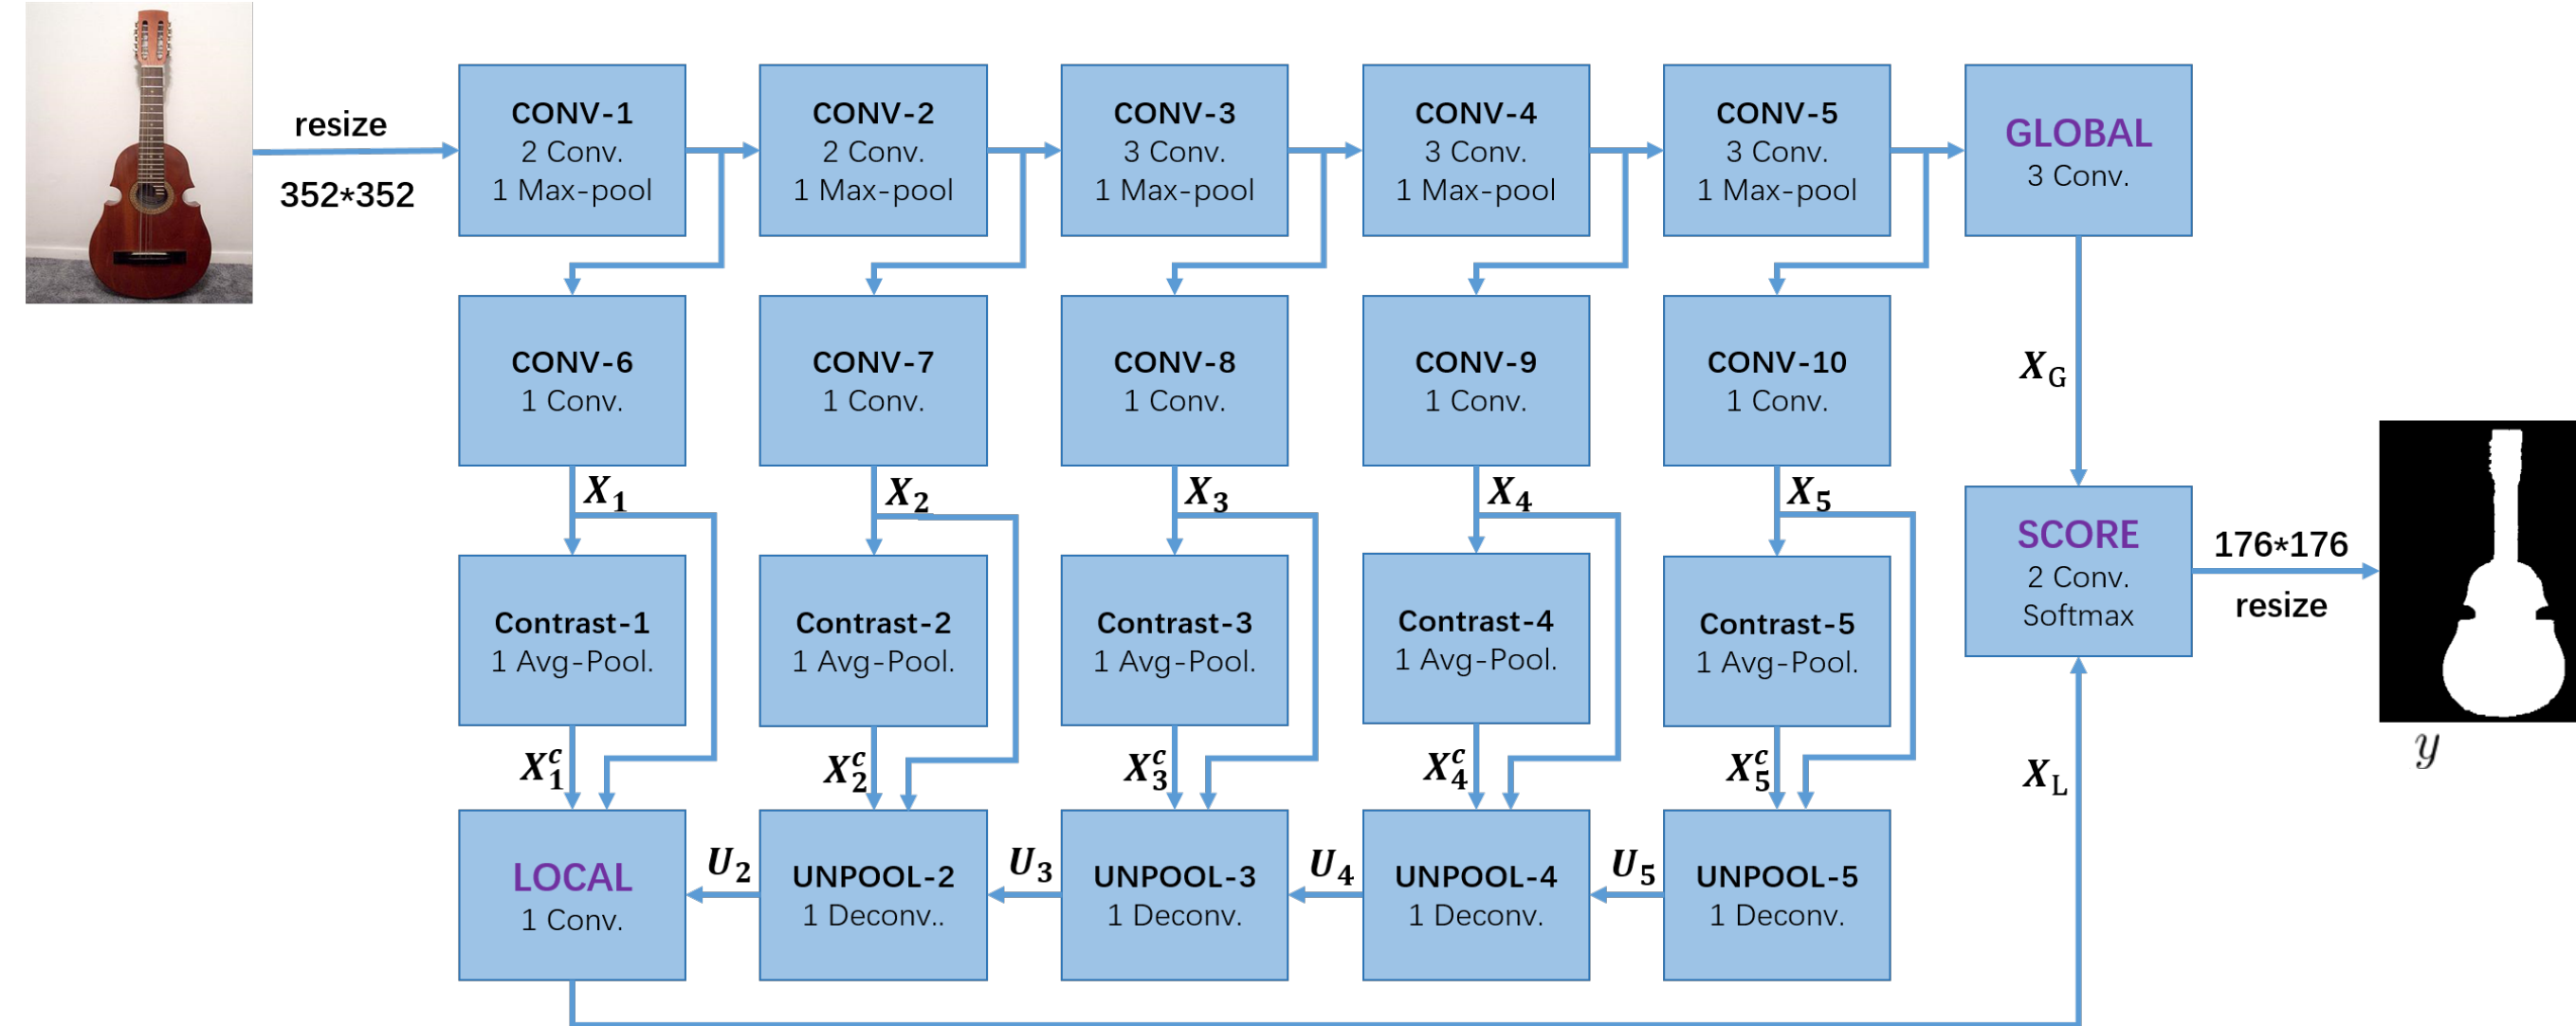 resize
352*352
CONV-1
2 Conv.
1 Max-pool
CONV-2
2 Conv.
1 Max-pool
CONV-3
3 Conv.
1 Max-pool
CONV-4
3 Conv.
1 Max-pool
CONV-5
3 Conv.
1 Max-pool
GLOBAL
3 Conv.
CONV-6
1 Conv.
CONV-7
1 Conv.
CONV-8
1 Conv.
CONV-9
1 Conv.
CONV-10
1 Conv.
X_G
X_1
X_2
X_3
X_4
X_5
Contrast-1
1 Avg-Pool.
Contrast-2
1 Avg-Pool.
Contrast-3
1 Avg-Pool.
Contrast-4
1 Avg-Pool.
Contrast-5
1 Avg-Pool.
SCORE
2 Conv.
Softmax
176*176
resize
y
X_1^c
X_2^c
X_3^c
X_4^c
X_5^c
X_L
LOCAL
1 Conv.
U_2
UNPOOL-2
1 Deconv..
U_3
UNPOOL-3
1 Deconv.
U_4
UNPOOL-4
1 Deconv.
U_5
UNPOOL-5
1 Deconv.